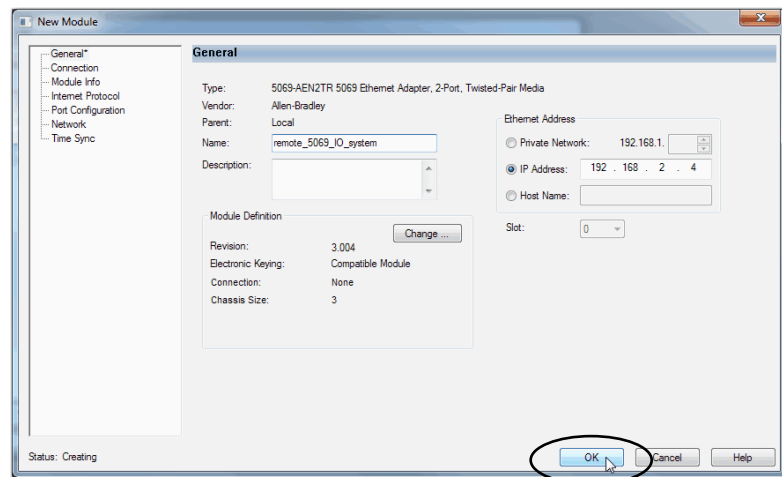 New Module
General*
Connection
Module Info
Internet Protocol
Port Configuration
Network
Time Sync
General
Type: 5069-AEN2TR 5069 Ethernet Adapter, 2-Port, Twisted-Pair Media
Vendor: Allen-Bradley
Parent: Local
Name: remote_5069_IO_system
Description:
Ethernet Address
Private Network: 192.168.1.
IP Address: 192 . 168 . 2 . 4
Host Name:
Slot: 0
Module Definition
Change ...
Revision: 3.004
Electronic Keying: Compatible Module
Connection: None
Chassis Size: 3
Status: Creating
OK
Cancel
Help